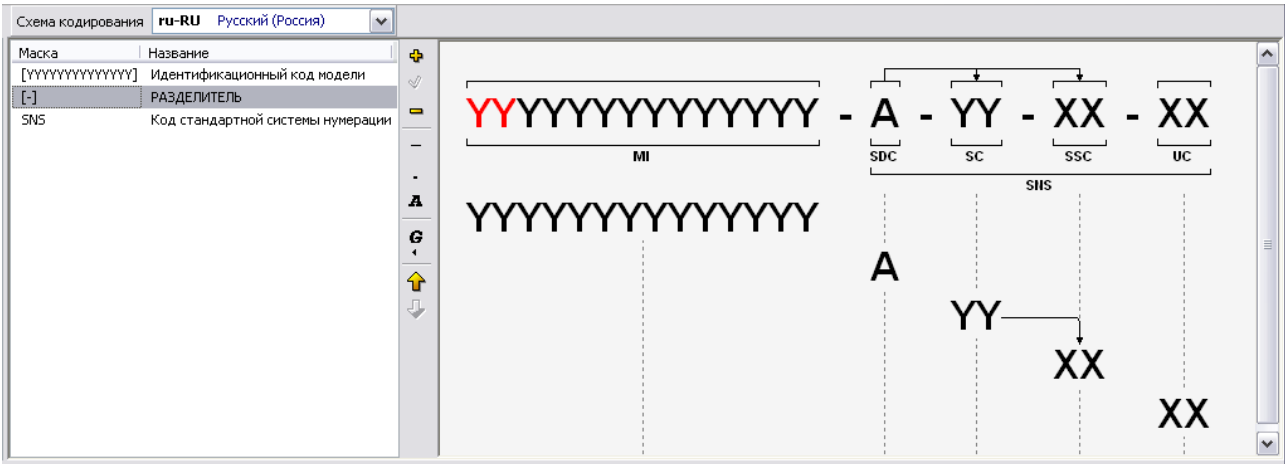 Схема кодирования ru-RU Русский (Россия)
Маска Название
[YYYYYYYYYYYYYY] Идентификационный код модели
[-] РАЗДЕЛИТЕЛЬ
SNS Код стандартной системы нумерации
A
G
YYYYYYYYYYYYYY - A - YY - XX - XX
MI SDC SC SSC UC
SNS
YYYYYYYYYYYYYY
A
YY
XX
XX